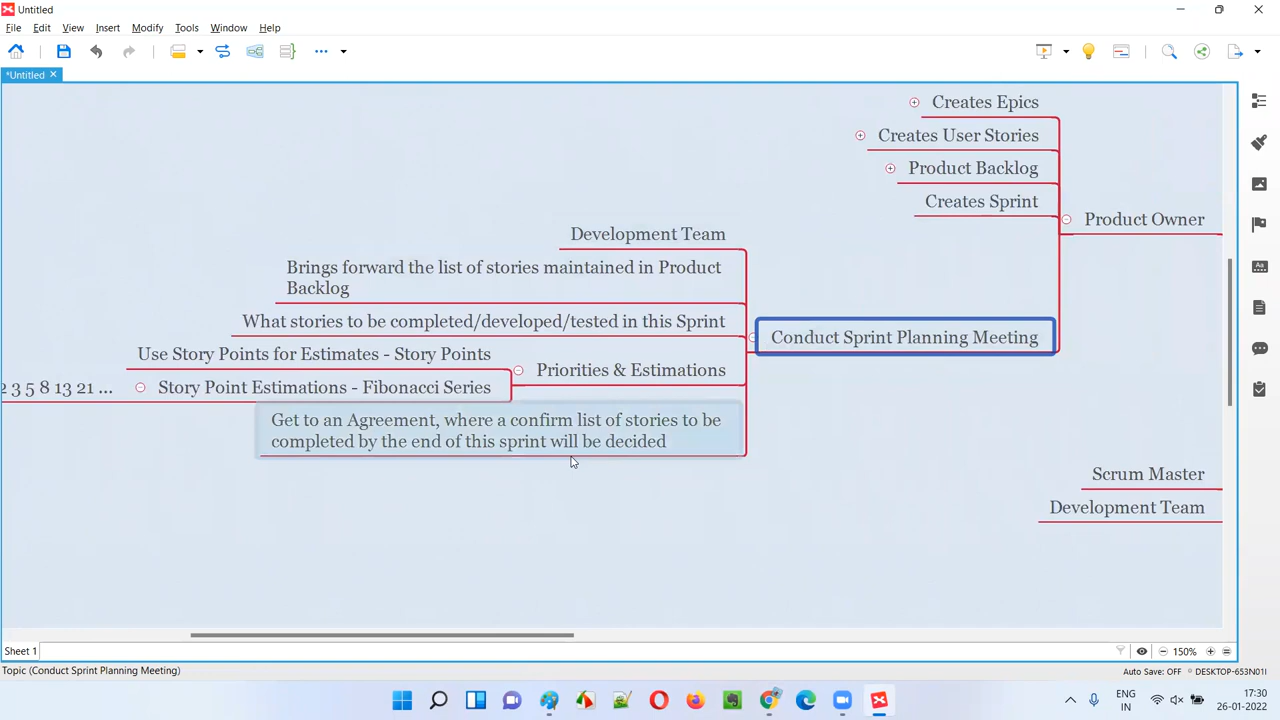 Untitled
File Edit View Insert Modify Tools Window Help
*Untitled
Creates Epics
Creates User Stories
Product Backlog
Creates Sprint
Product Owner
Development Team
Brings forward the list of stories maintained in Product
Backlog
What stories to be completed/developed/tested in this Sprint
Conduct Sprint Planning Meeting
Use Story Points for Estimates - Story Points
Priorities & Estimations
2 3 5 8 13 21 ...
Story Point Estimations - Fibonacci Series
Get to an Agreement, where a confirm list of stories to be
completed by the end of this sprint will be decided
Scrum Master
Development Team
Sheet 1
150%
Topic (Conduct Sprint Planning Meeting)
Auto Save: OFF
DESKTOP-653N01I
ENG
IN
17:30
26-01-2022